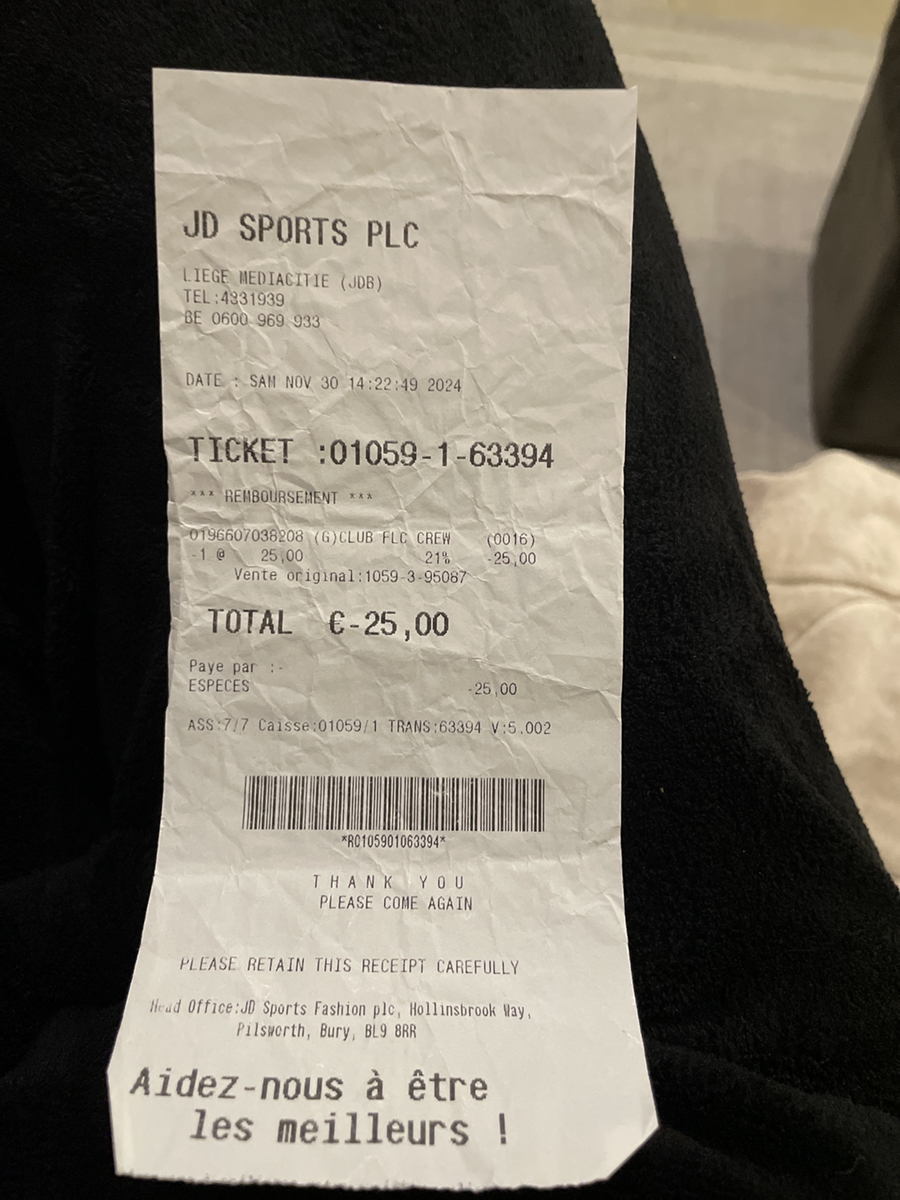 JD SPORTS PLC
LIEGE MEDIACITIE (JDB)
TEL:4331939
BE 0600 969 933
DATE : SAM NOV 30 14:22:49 2024
TICKET :01059-1-63394
*** REMBOURSEMENT ***
0196607038208 (G)CLUB FLC CREW (0016)
-1 @ 25,00 21% -25,00
Vente original:1059-3-95087
TOTAL €-25,00
Paye par :-
ESPECES -25,00
ASS:7/7 Caisse:01059/1 TRANS:63394 V:5.002
*R0105901063394*
THANK YOU
PLEASE COME AGAIN
PLEASE RETAIN THIS RECEIPT CAREFULLY
Head Office:JD Sports Fashion plc, Hollinsbrook Way,
Pilsworth, Bury, BL9 8RR
Aidez-nous à être
les meilleurs !